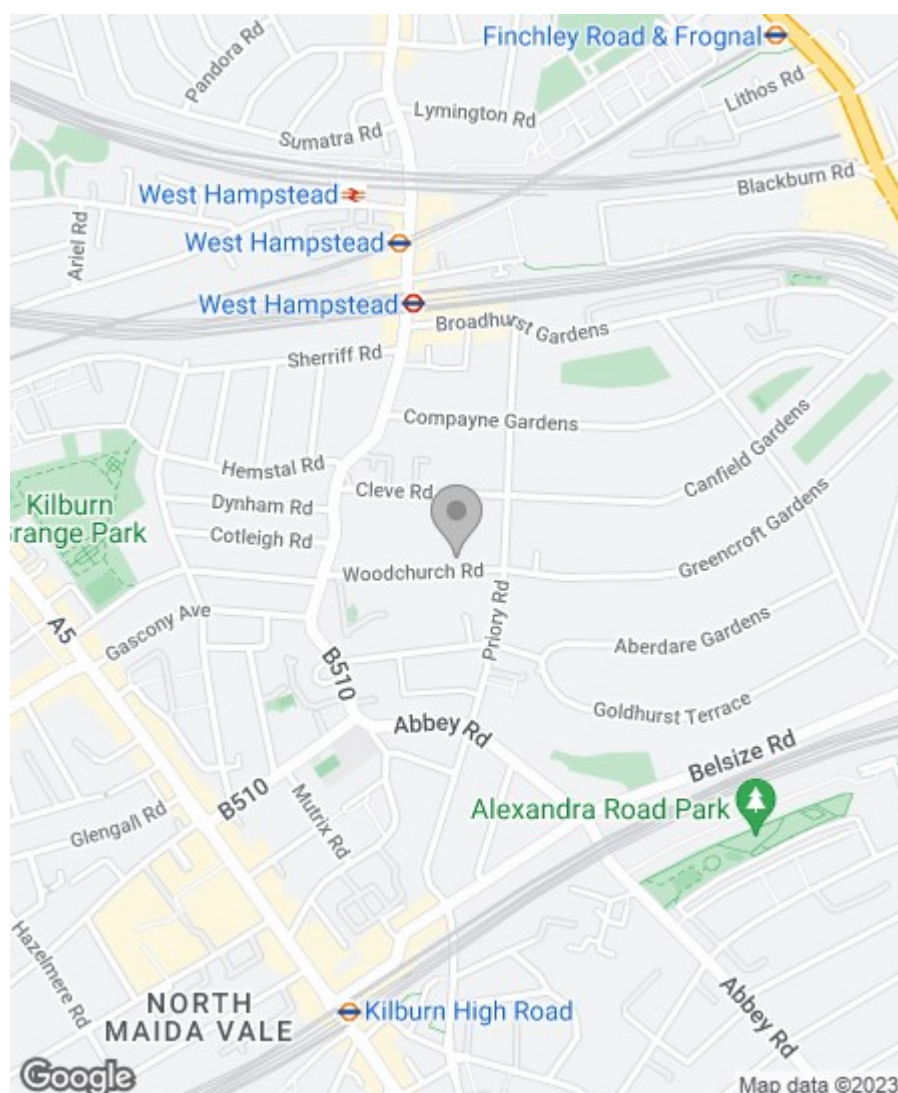 Finchley Road & Frognal
Pandora Rd
Lithos Rd
Lymington Rd
Sumatra Rd
Blackburn Rd
West Hampstead
Ariel Rd
West Hampstead
West Hampstead
Broadhurst Gardens
Sherriff Rd
Compayne Gardens
Canfield Gardens
Hemstal Rd
Cleve Rd
Dynham Rd
Kilburn
Grange Park
Cotleigh Rd
Greencroft Gardens
Woodchurch Rd
A5
Gascony Ave
Priory Rd
Aberdare Gardens
B510
Goldhurst Terrace
Abbey Rd
Belsize Rd
B510
Mutrix Rd
Alexandra Road Park
Glengall Rd
Hazelmere Rd
NORTH
MAIDA VALE
Kilburn High Road
Abbey Rd
Google
Map data ©2023